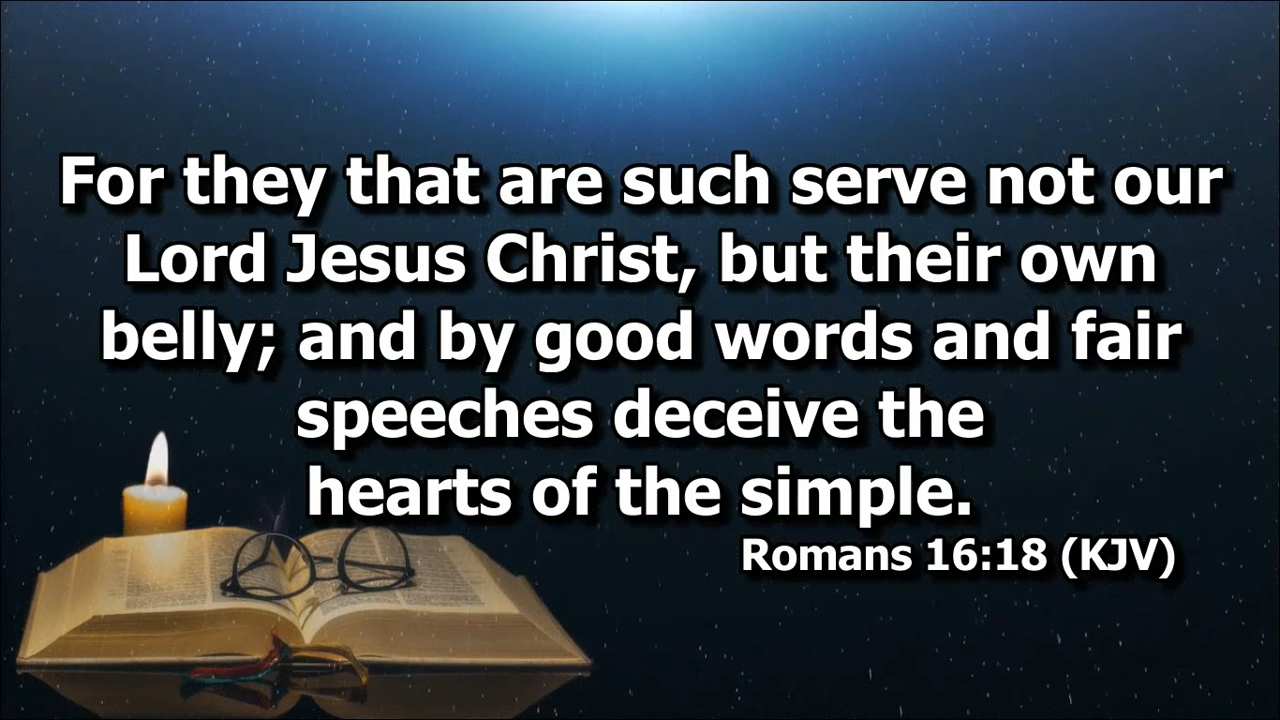 For they that are such serve not our
Lord Jesus Christ, but their own
belly; and by good words and fair
speeches deceive the
hearts of the simple.
Romans 16:18 (KJV)